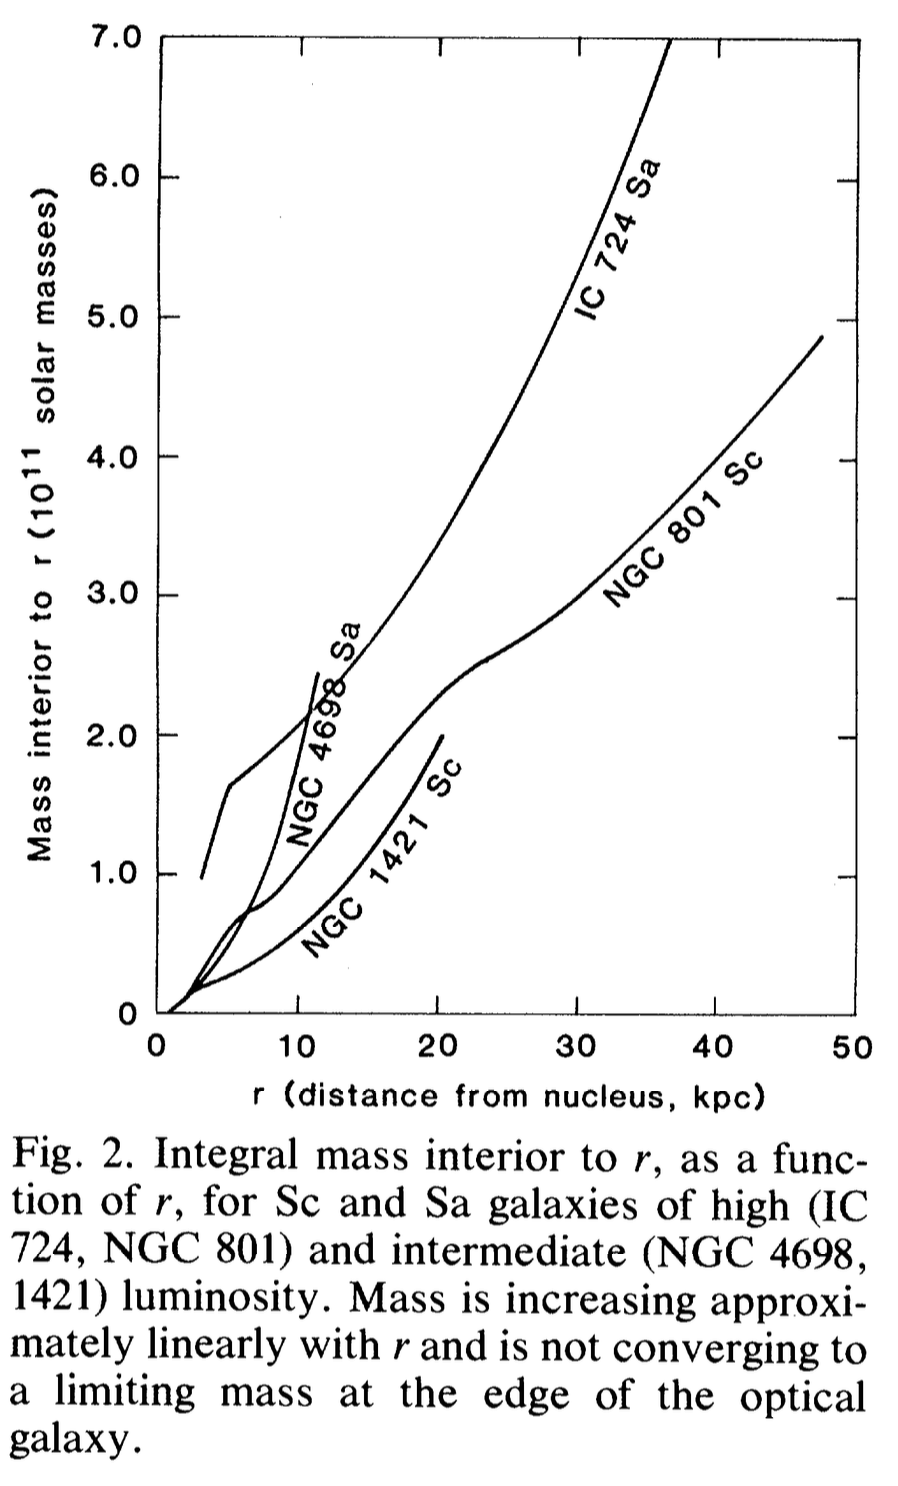 7.0
6.0
5.0
4.0
3.0
2.0
1.0
0
Mass interior to r (10¹¹ solar masses)
IC 724 Sa
NGC 801 Sc
NGC 4698 Sa
NGC 1421 Sc
0 10 20 30 40 50
r (distance from nucleus, kpc)
Fig. 2. Integral mass interior to r, as a func-
tion of r, for Sc and Sa galaxies of high (IC
724, NGC 801) and intermediate (NGC 4698,
1421) luminosity. Mass is increasing approxi-
mately linearly with r and is not converging to
a limiting mass at the edge of the optical
galaxy.